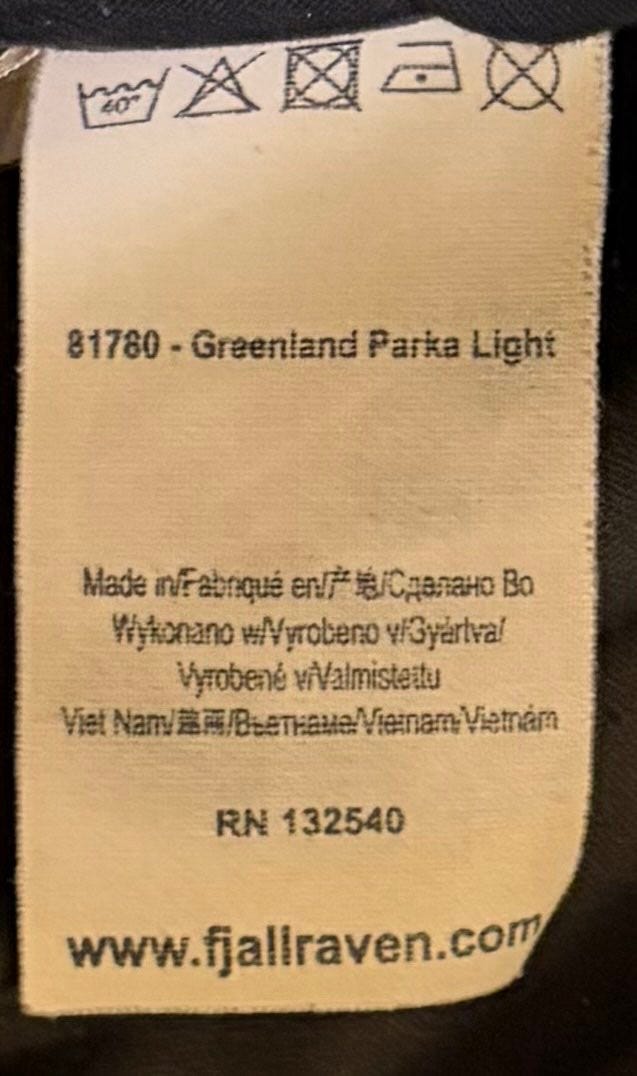 40°
81780 - Greenland Parka Light
Made in/Fabriqué en/产地/Сделано Во
Wykonano w/Vyrobeno v/Gyártva/
Vyrobené v/Valmistettu
Viet Nam/越南/Вьетнаме/Vietnam/Vietnám
RN 132540
www.fjallraven.com